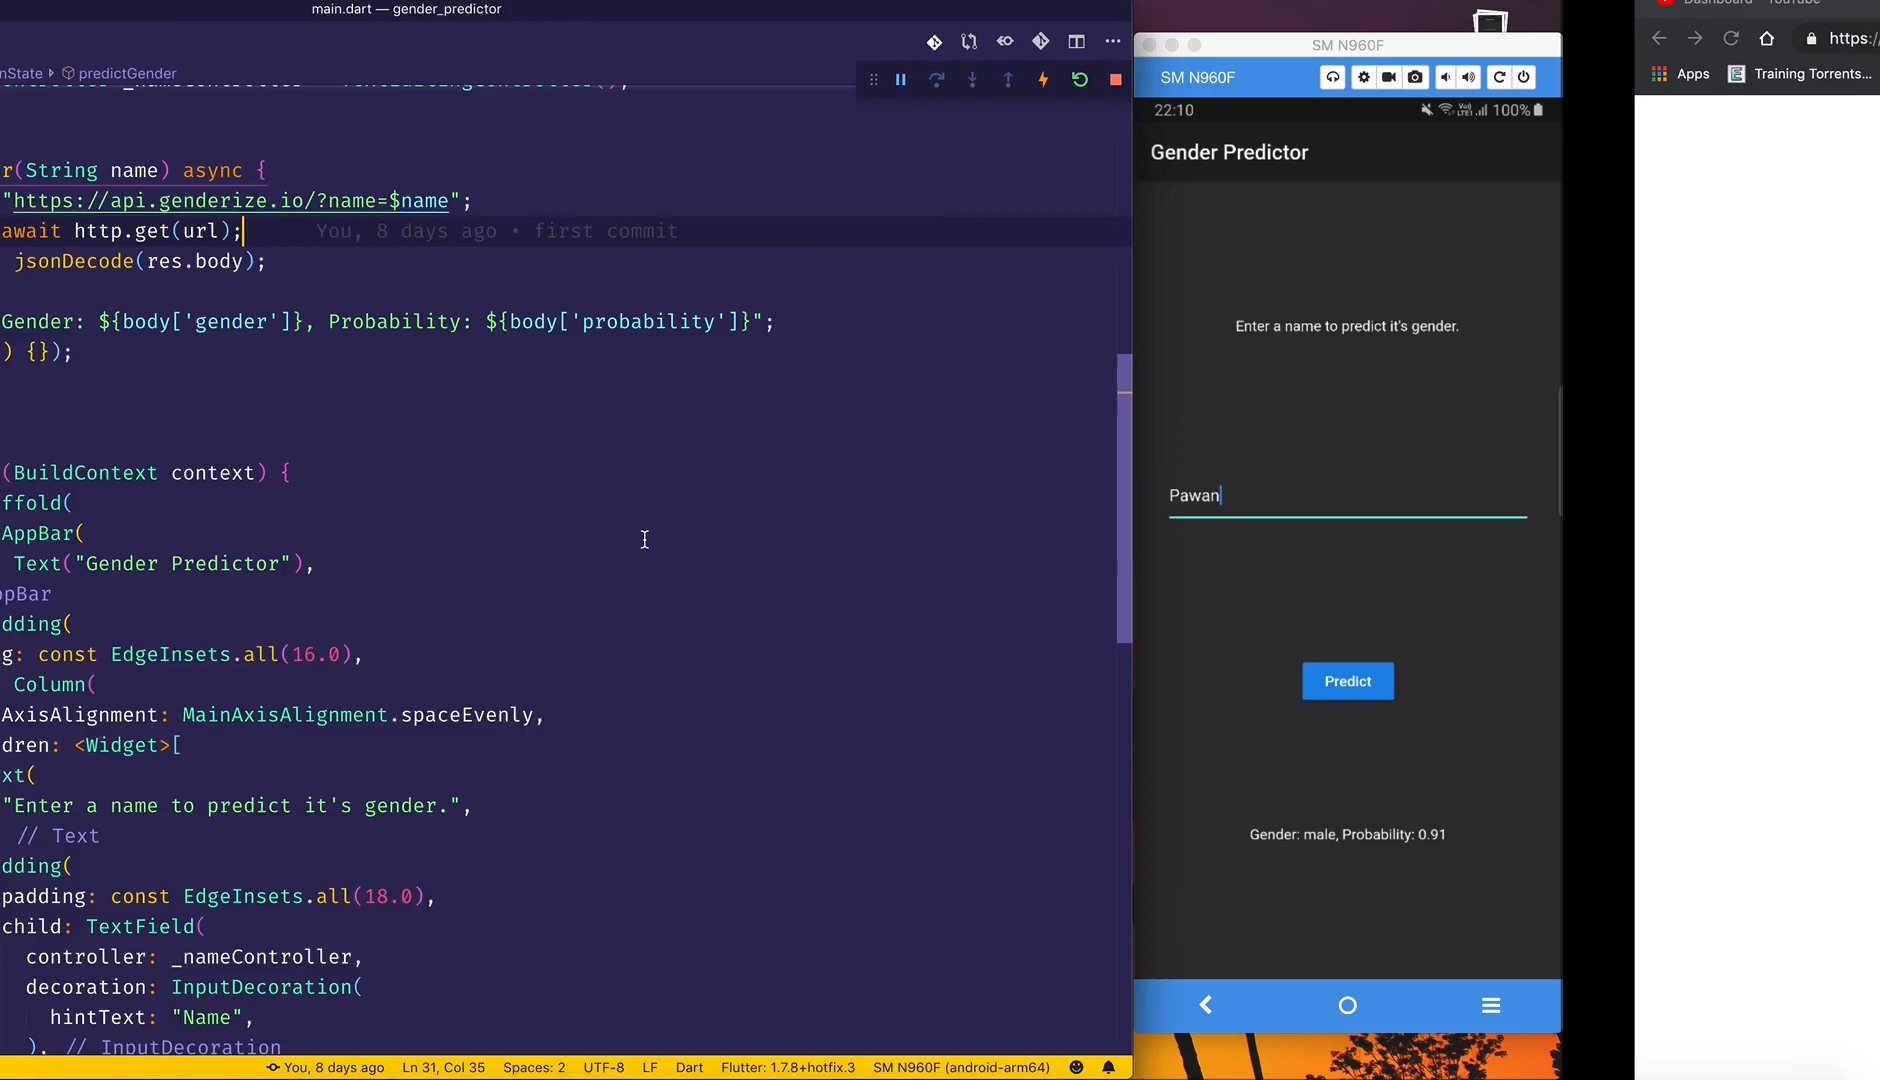 main.dart — gender_predictor
nState
predictGender
r(String name) async {
"https://api.genderize.io/?name=$name";
await http.get(url);
You, 8 days ago • first commit
jsonDecode(res.body);
Gender: ${body['gender']}, Probability: ${body['probability']}";
) {});
(BuildContext context) {
ffold(
AppBar(
Text("Gender Predictor"),
pBar
dding(
g: const EdgeInsets.all(16.0),
Column(
AxisAlignment: MainAxisAlignment.spaceEvenly,
dren: <Widget>[
xt(
"Enter a name to predict it's gender.",
// Text
dding(
padding: const EdgeInsets.all(18.0),
child: TextField(
controller: _nameController,
decoration: InputDecoration(
hintText: "Name",
), // InputDecoration
You, 8 days ago
Ln 31, Col 35
Spaces: 2
UTF-8
LF
Dart
Flutter: 1.7.8+hotfix.3
SM N960F (android-arm64)
SM N960F
SM N960F
22:10
100%
Gender Predictor
Enter a name to predict it's gender.
Pawan
Predict
Gender: male, Probability: 0.91
https:/
Apps
Training Torrents...